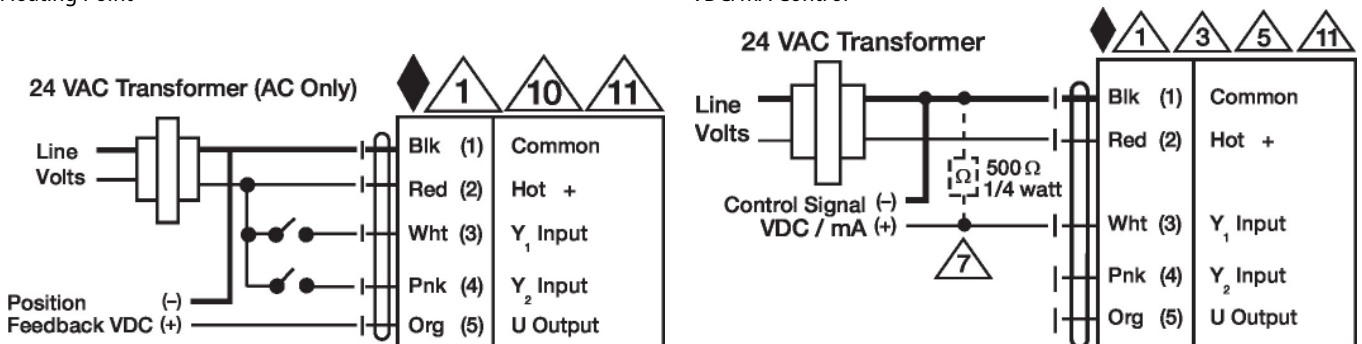 24 VAC Transformer (AC Only)
1 10 11
Line
Volts
Blk (1) Common
Red (2) Hot +
Wht (3) Y1 Input
Pnk (4) Y2 Input
Org (5) U Output
Position (-)
Feedback VDC (+)
24 VAC Transformer
1 3 5 11
Line
Volts
Blk (1) Common
Red (2) Hot +
Ω 500 Ω
1/4 watt
Control Signal (-)
VDC / mA (+)
7
Wht (3) Y1 Input
Pnk (4) Y2 Input
Org (5) U Output